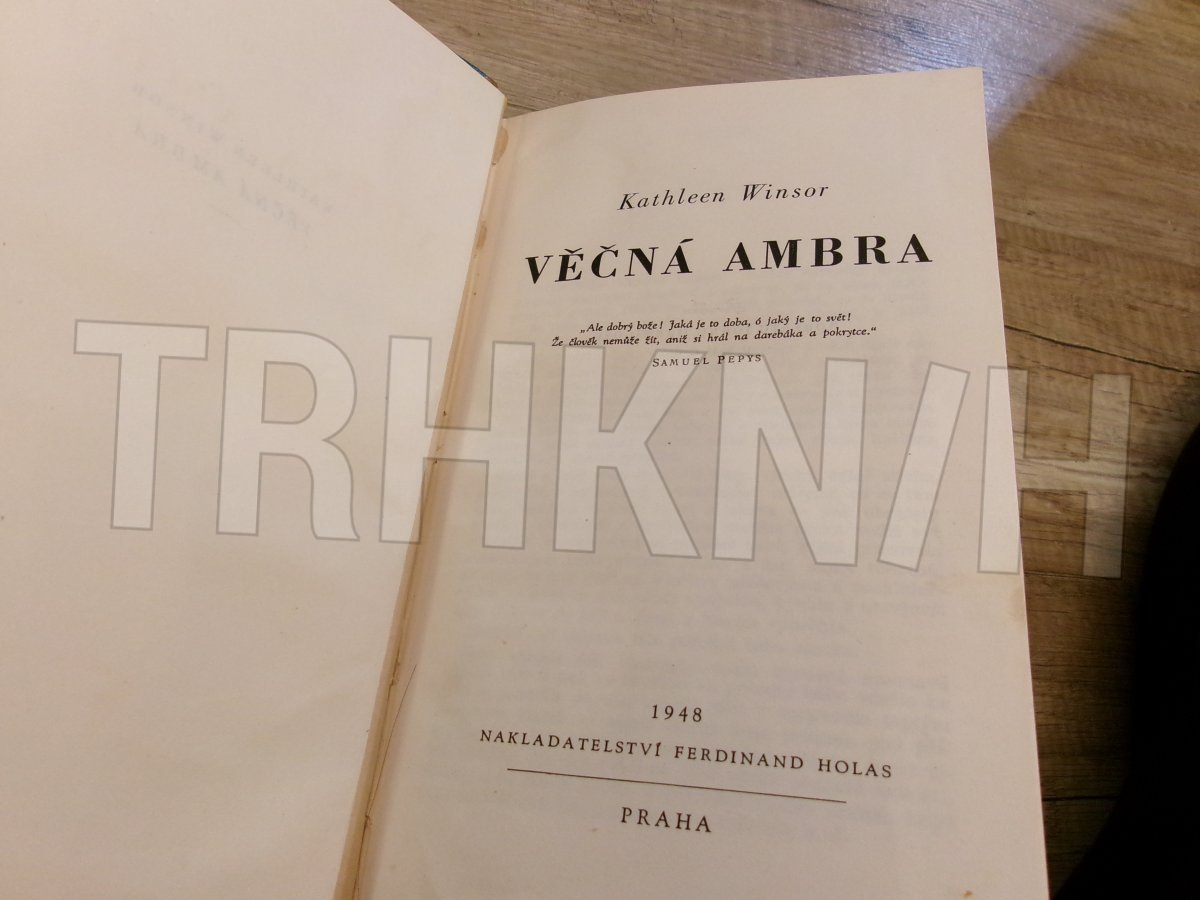 Kathleen Winsor
VĚČNÁ AMBRA
„Ale dobrý bože! Jaká je to doba, ó jaký je to svět!
Že člověk nemůže žít, aniž si hrál na darebáka a pokrytce.“
SAMUEL PEPYS
TRHKN/H
1948
NAKLADATELSTVÍ FERDINAND HOLAS
PRAHA